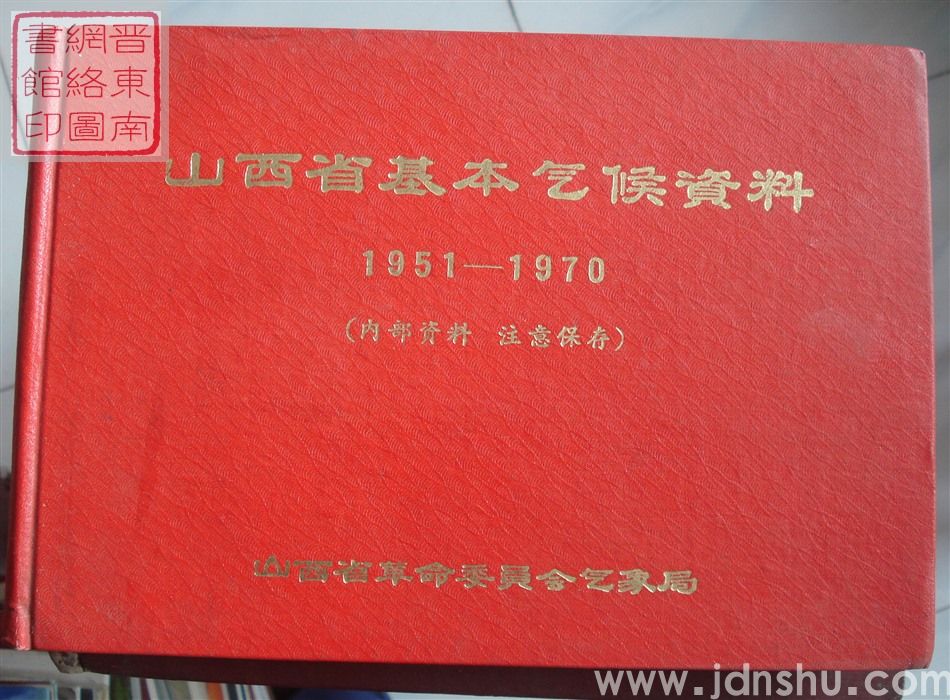 晋東南
網絡圖
書館印
山西省基本气候資料
1951—1970
(内部资料 注意保存)
山西省革命委員会气象局
www.jdnshu.com